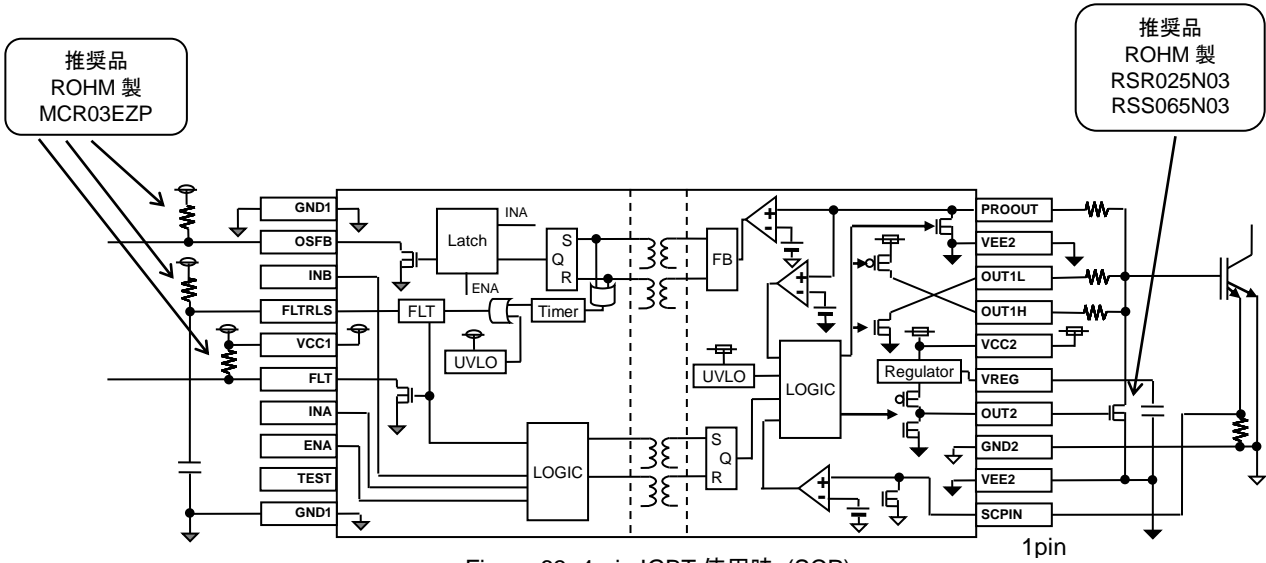 推奨品
ROHM 製
MCR03EZP
推奨品
ROHM 製
RSR025N03
RSS065N03
GND1
OSFB
INB
FLTRLS
VCC1
FLT
INA
ENA
TEST
GND1
Latch
INA
ENA
S
Q
R
FLT
Timer
UVLO
LOGIC
FB
+
-
+
-
UVLO
LOGIC
Regulator
S
Q
R
+
-
PROOUT
VEE2
OUT1L
OUT1H
VCC2
VREG
OUT2
GND2
VEE2
SCPIN
1pin